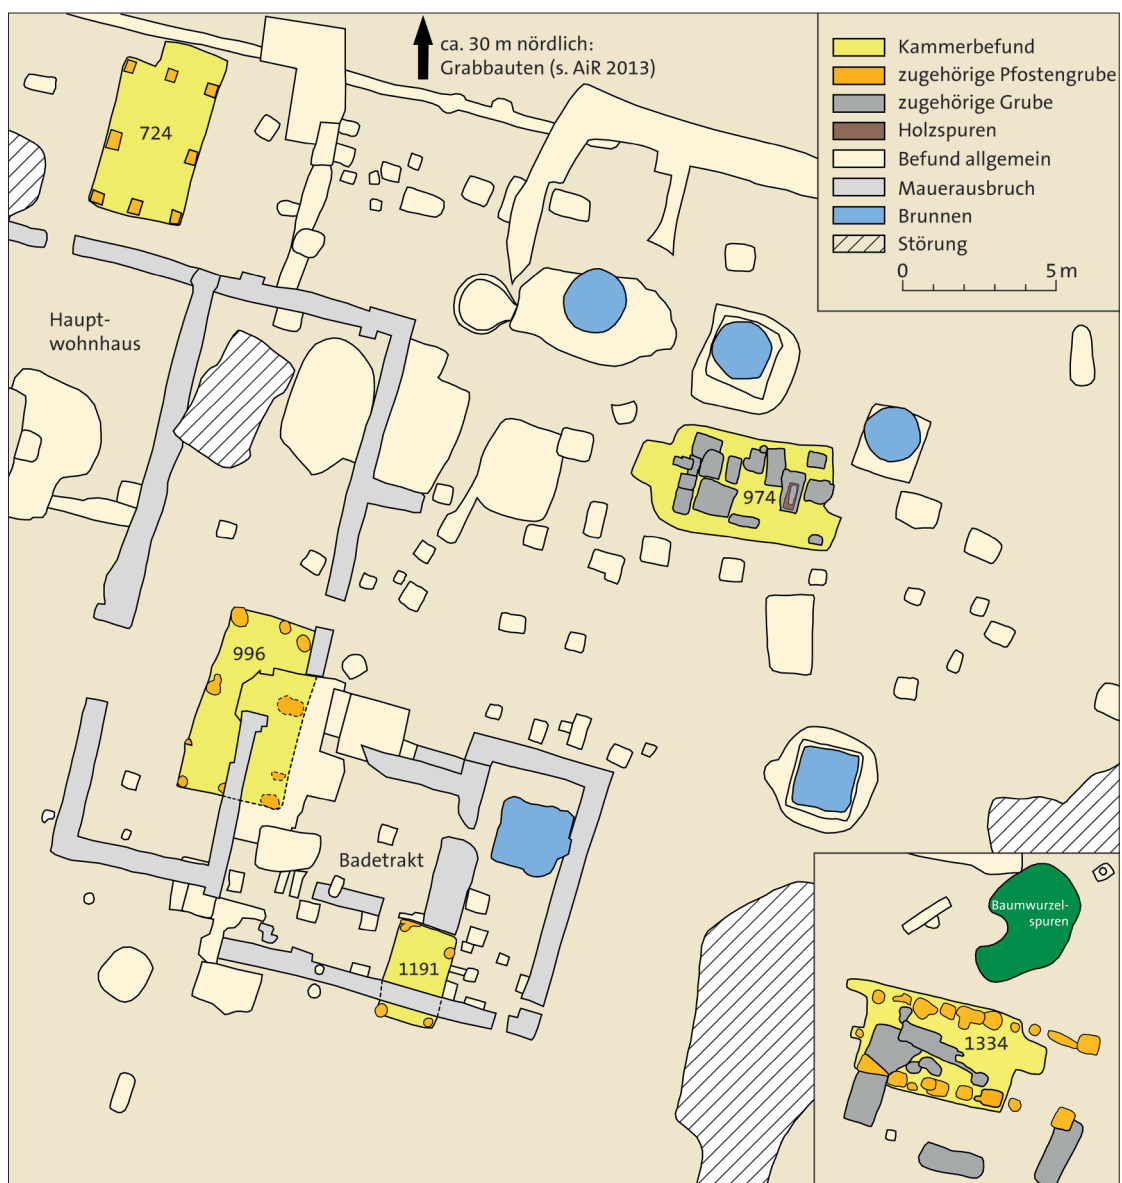 ca. 30 m nördlich:
Grabbauten (s. AiR 2013)
Kammerbefund
zugehörige Pfostengrube
zugehörige Grube
Holzspuren
Befund allgemein
Mauerausbruch
Brunnen
Störung
0 5 m
724
Haupt-
wohnhaus
974
996
Badetrakt
1191
Baumwurzel-
spuren
1334